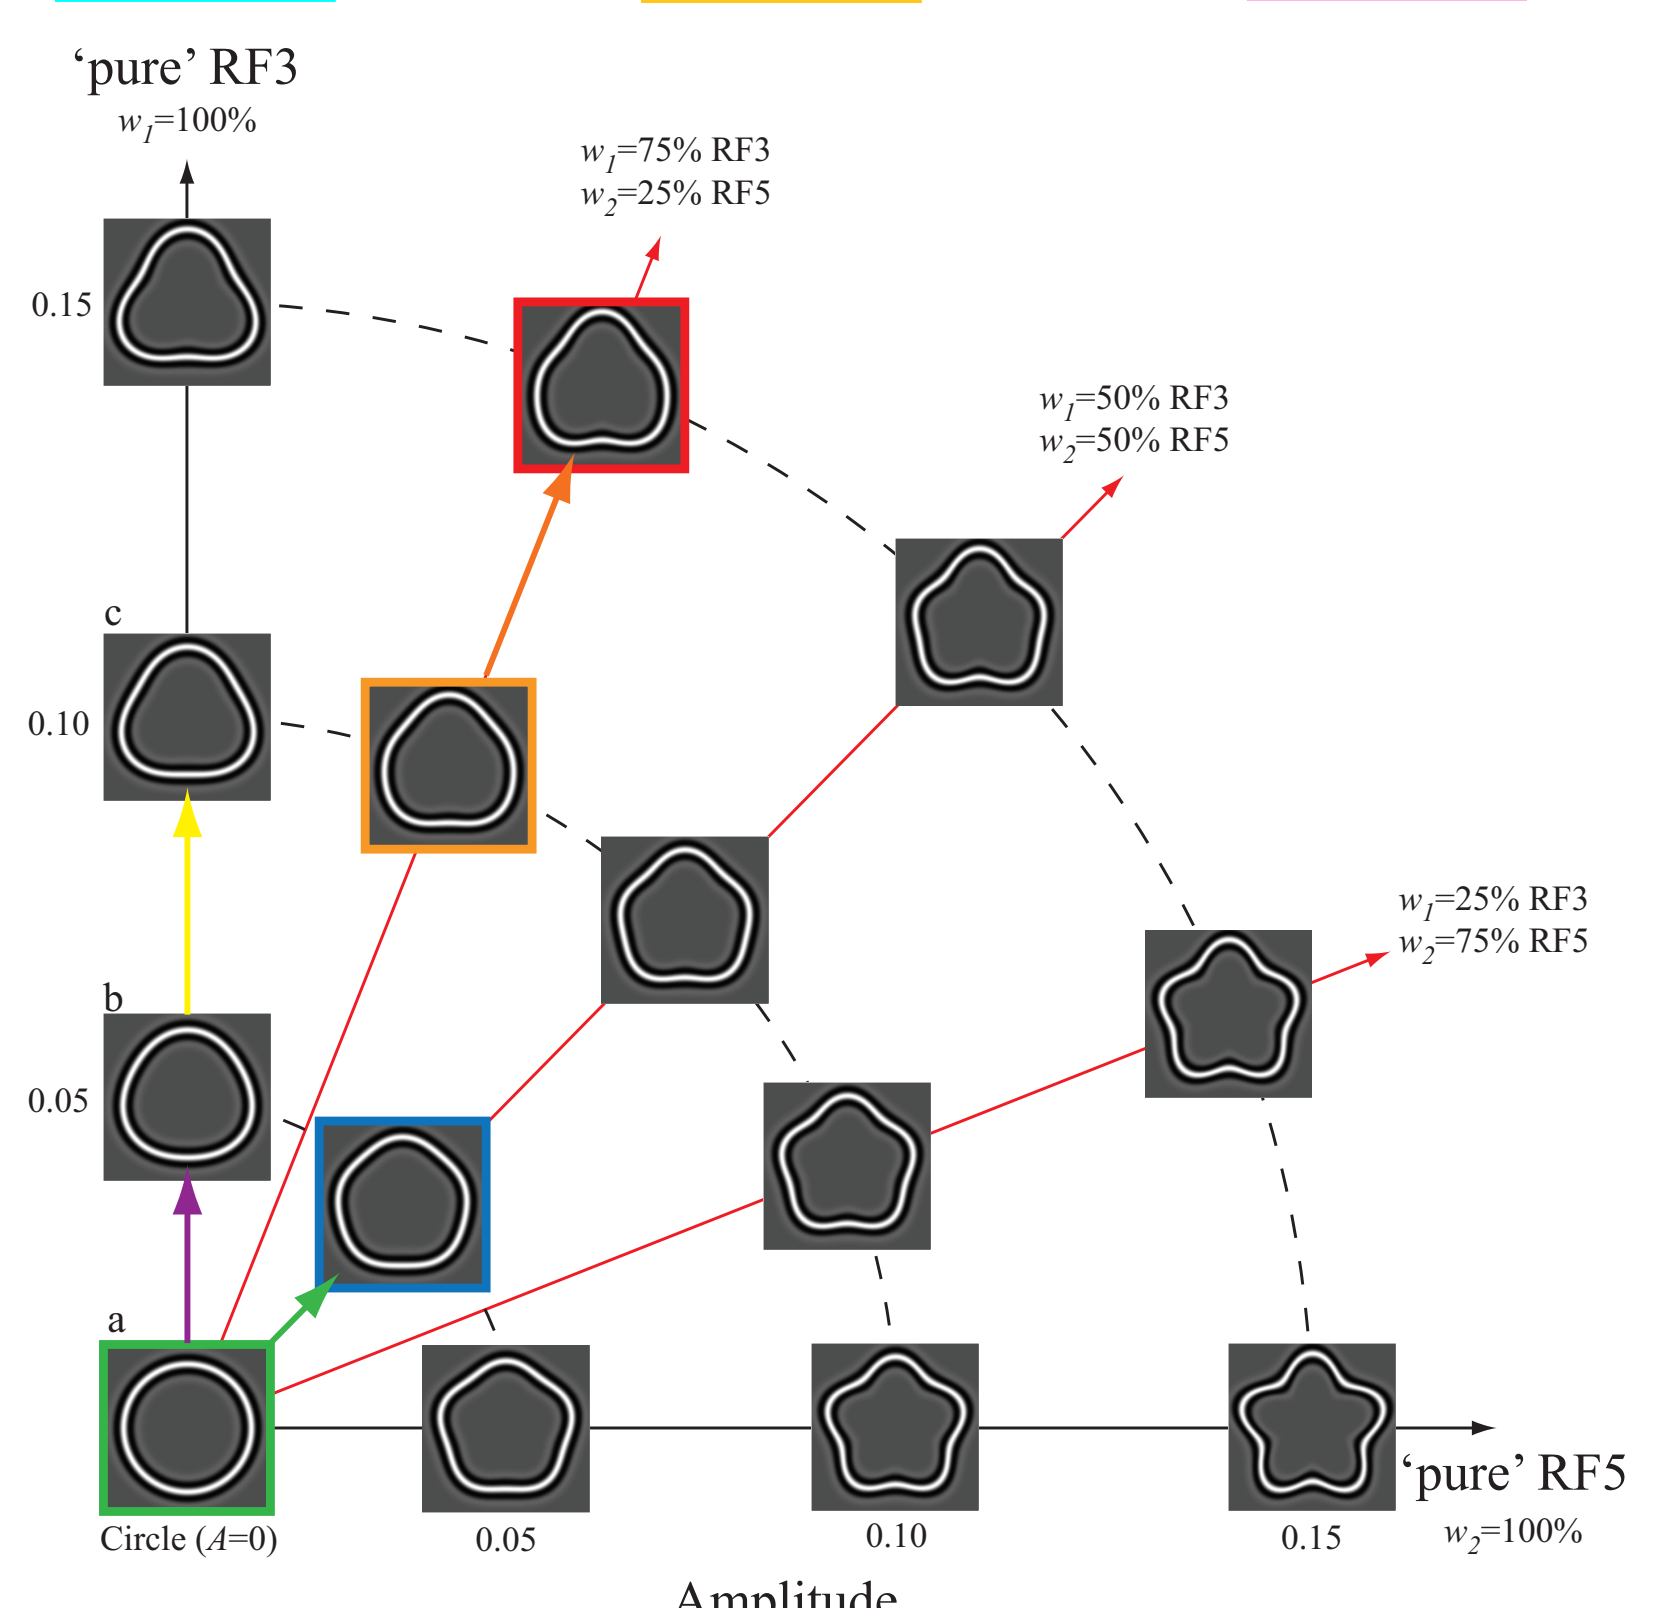 ‘pure’ RF3
w1=100%
w1=75% RF3
w2=25% RF5
0.15
w1=50% RF3
w2=50% RF5
c
0.10
w1=25% RF3
w2=75% RF5
b
0.05
a
‘pure’ RF5
w2=100%
Circle (A=0)
0.05
0.10
0.15
Amplitude